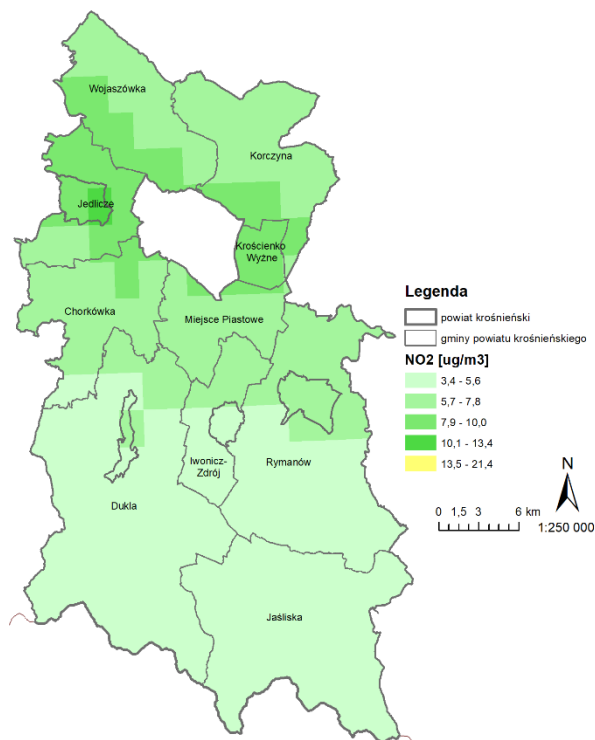 Wojaszówka
Korczyna
Jedlicze
Krościenko
Wyżne
Chorkówka
Miejsce Piastowe
Iwonicz-
Zdrój
Rymanów
Dukla
Jaśliska
Legenda
powiat krośnieński
gminy powiatu krośnieńskiego
NO2 [ug/m3]
3,4 - 5,6
5,7 - 7,8
7,9 - 10,0
10,1 - 13,4
13,5 - 21,4
N
0 1,5 3 6 km
1:250 000